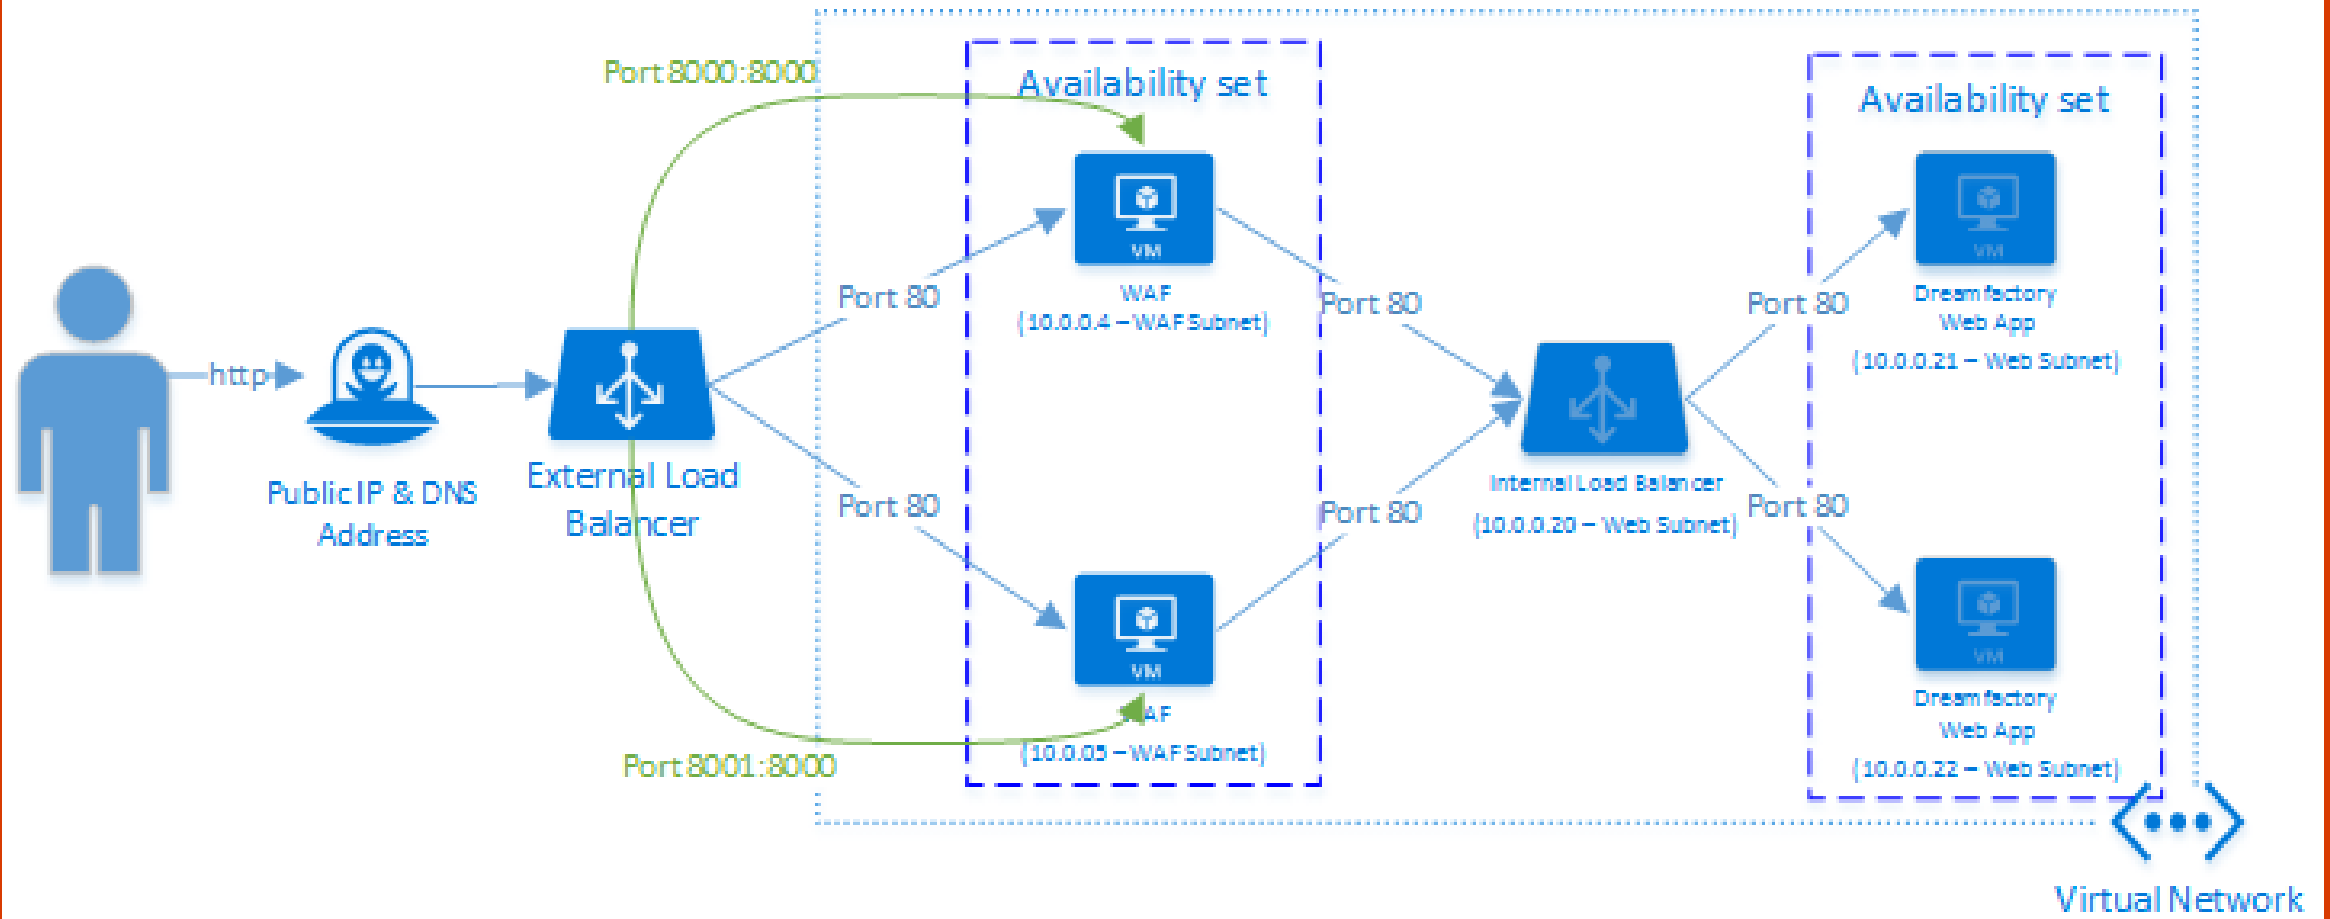 Port 8000:8000
Availability set
Availability set
VM
VM
Port 80
WAF
(10.0.0.4 – WAF Subnet)
Port 80
Port 80
Dreamfactory
Web App
(10.0.0.21 – Web Subnet)
http
Public IP & DNS
Address
External Load
Balancer
Port 80
Port 80
Internal Load Balancer
(10.0.0.20 – Web Subnet)
Port 80
VM
VM
WAF
(10.0.05 – WAF Subnet)
Dreamfactory
Web App
(10.0.0.22 – Web Subnet)
Port 8001:8000
Virtual Network